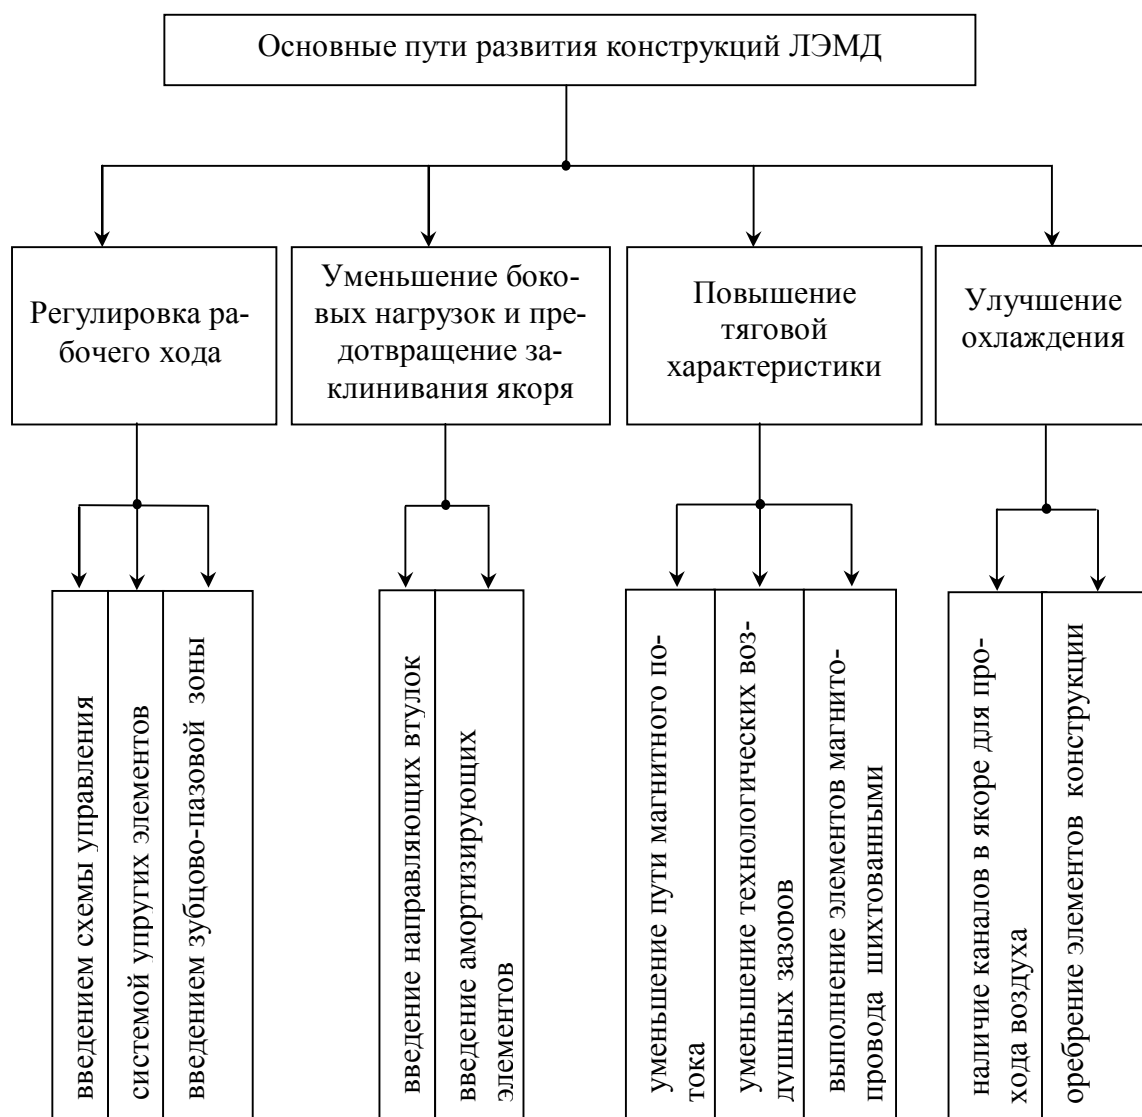 Основные пути развития конструкций ЛЭМД
Регулировка ра-
бочего хода
Уменьшение боко-
вых нагрузок и пре-
дотвращение за-
клинивания якоря
Повышение
тяговой
характеристики
Улучшение
охлаждения
введением схемы управления
системой упругих элементов
введением зубцово-пазовой зоны
введение направляющих втулок
введение амортизирующих
элементов
уменьшение пути магнитного по-
тока
уменьшение технологических воз-
душных зазоров
выполнение элементов магнито-
провода шихтованными
наличие каналов в якоре для про-
хода воздуха
оребрение элементов конструкции